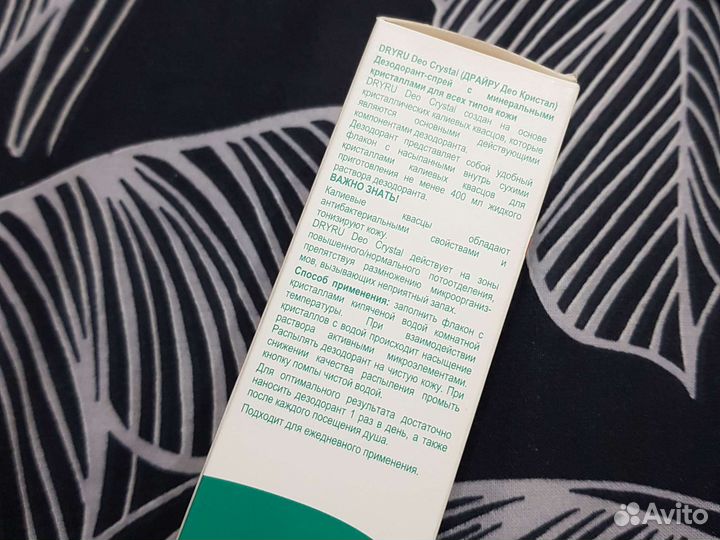 DRYRU Deo Crystal (ДРАЙРУ Део Кристал)
Дезодорант-спрей с минеральными
кристаллами для всех типов кожи
DRYRU Deo Crystal создан на основе
кристаллических калиевых квасцов, которые
являются основными действующими
компонентами дезодоранта.
Дезодорант представляет собой удобный
флакон с насыпанными внутрь сухими
кристаллами калиевых квасцов для
приготовления не менее 400 мл жидкого
раствора дезодоранта.
ВАЖНО ЗНАТЬ!
Калиевые квасцы обладают
антибактериальными свойствами и
тонизируют кожу.
DRYRU Deo Crystal действует на зоны
повышенного/нормального потоотделения,
препятствуя размножению микроорганиз-
мов, вызывающих неприятный запах.
Способ применения: заполнить флакон с
кристаллами кипяченой водой комнатной
температуры. При взаимодействии
кристаллов с водой происходит насыщение
раствора активными микроэлементами.
Распылять дезодорант на чистую кожу. При
снижении качества распыления промыть
кнопку помпы чистой водой.
Для оптимального результата достаточно
наносить дезодорант 1 раз в день, а также
после каждого посещения душа.
Подходит для ежедневного применения.
Avito